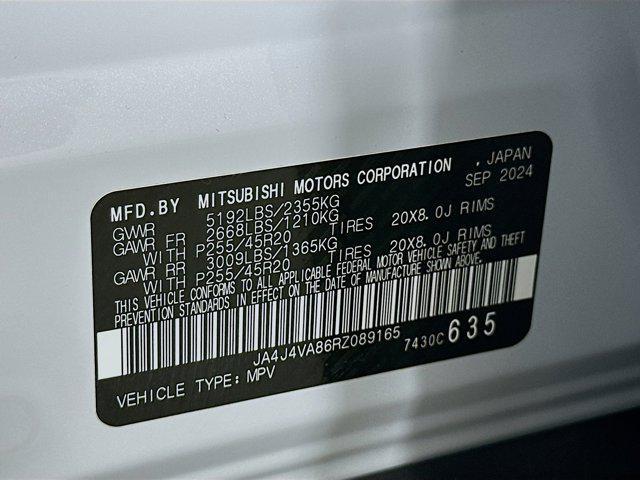 MFD.BY MITSUBISHI MOTORS CORPORATION , JAPAN
GVWR 5192LBS/2355KG SEP 2024
GAWR FR 2668LBS/1210KG
WITH P255/45R20 TIRES 20X8.0J RIMS
GAWR RR 3009LBS/1365KG
WITH P255/45R20 TIRES 20X8.0J RIMS
THIS VEHICLE CONFORMS TO ALL APPLICABLE FEDERAL MOTOR VEHICLE SAFETY AND THEFT
PREVENTION STANDARDS IN EFFECT ON THE DATE OF MANUFACTURE SHOWN ABOVE.
JA4J4VA86RZ089165 7430C 635
VEHICLE TYPE: MPV